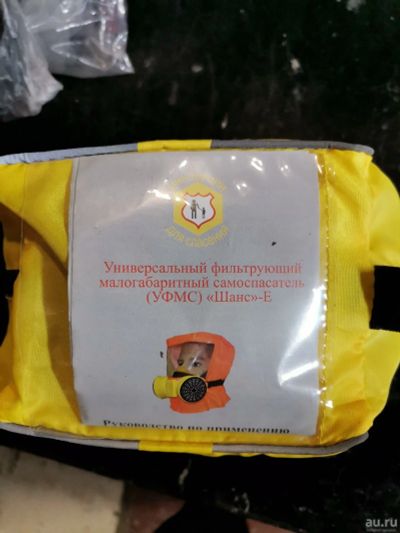 ДЛЯ СПАСЕНИЯ
Универсальный фильтрующий
малогабаритный самоспасатель
(УФМС) «Шанс»-Е
Руководство по применению
au.ru